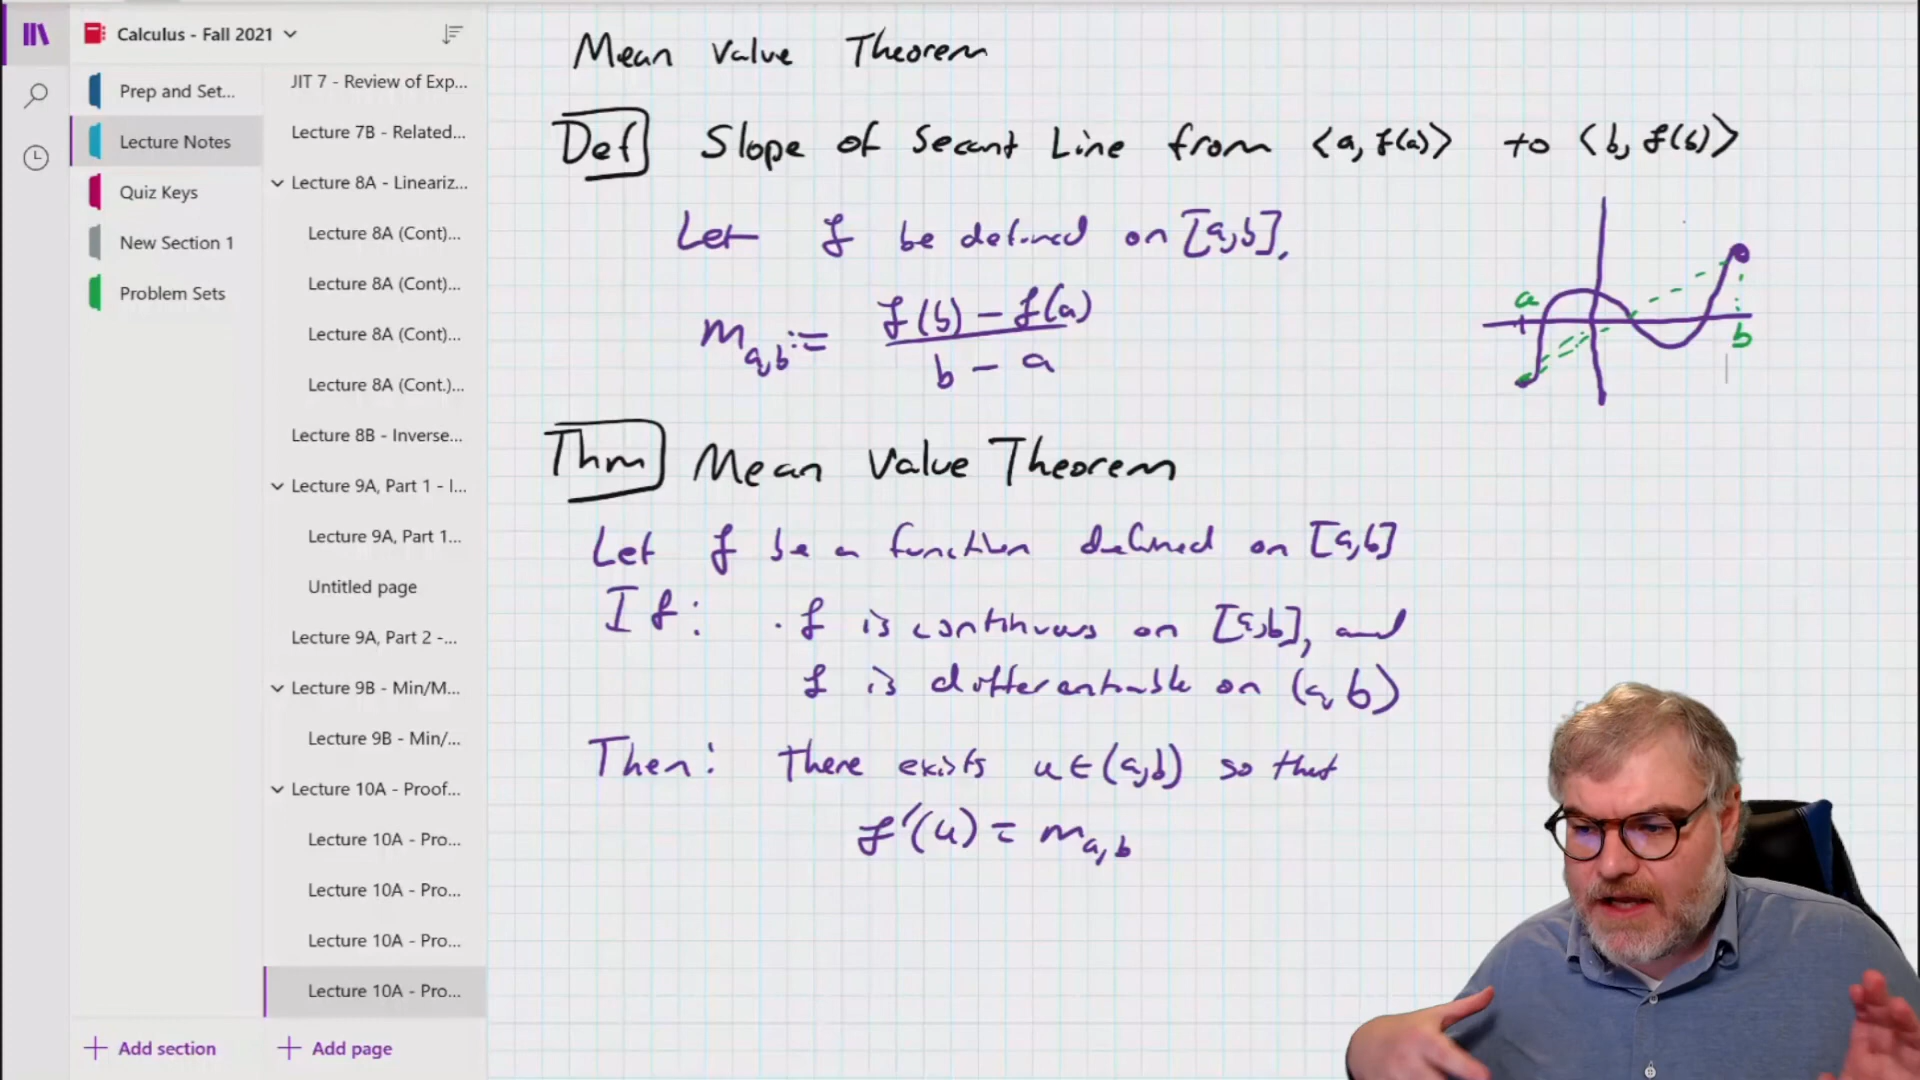 Calculus - Fall 2021
Prep and Set...
Lecture Notes
Quiz Keys
New Section 1
Problem Sets
Add section
JIT 7 - Review of Exp...
Lecture 7B - Related...
Lecture 8A - Lineariz...
Lecture 8A (Cont)...
Lecture 8A (Cont)...
Lecture 8A (Cont)...
Lecture 8A (Cont.)...
Lecture 8B - Inverse...
Lecture 9A, Part 1 - I...
Lecture 9A, Part 1...
Untitled page
Lecture 9A, Part 2 -...
Lecture 9B - Min/M...
Lecture 9B - Min/...
Lecture 10A - Proof...
Lecture 10A - Pro...
Lecture 10A - Pro...
Lecture 10A - Pro...
Lecture 10A - Pro...
Add page
Mean Value Theorem
Def Slope of Secant Line from <a, f(a)> to <b, f(b)>
Let f be defined on [a,b],
m_{a,b} := \frac{f(b) - f(a)}{b - a}
a
b
Thm Mean Value Theorem
Let f be a function defined on [a,b]
If: · f is continuous on [a,b], and
f is differentiable on (a, b)
Then: There exists u ∈ (a,b) so that
f'(u) = m_{a,b}